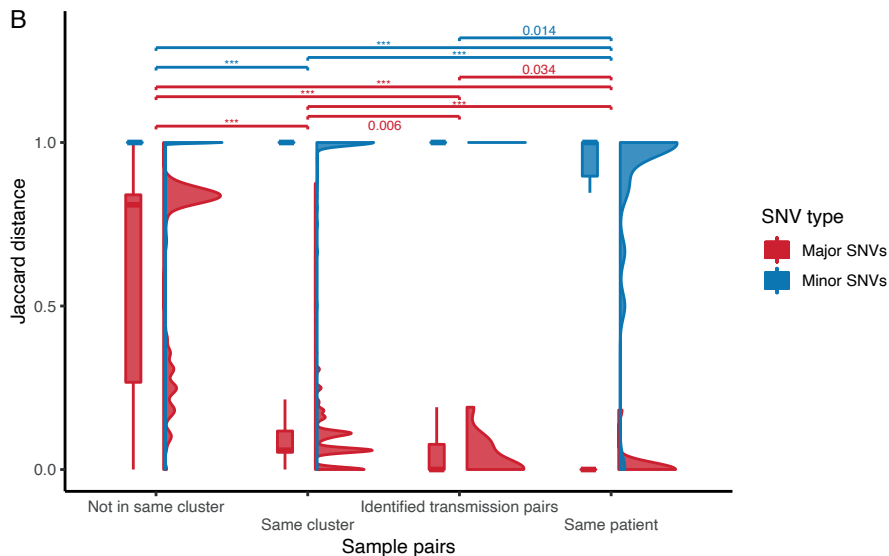 B
0.014
***
***
***
0.034
***
***
***
***
0.006
1.0
0.5
0.0
Jaccard distance
SNV type
Major SNVs
Minor SNVs
Not in same cluster
Same cluster
Identified transmission pairs
Same patient
Sample pairs